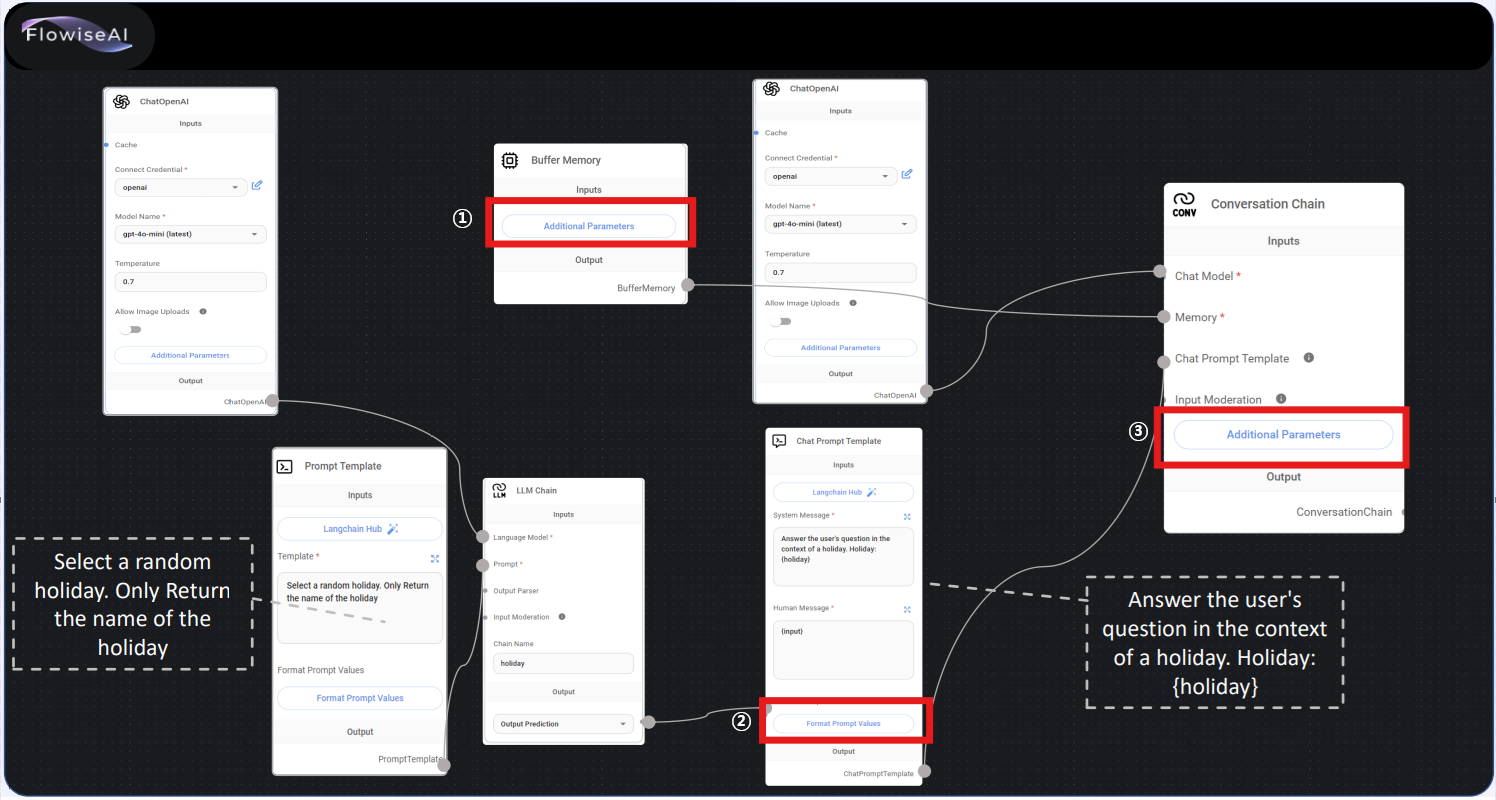 FlowiseAI
ChatOpenAI
Inputs
Cache
Connect Credential *
openai
Model Name *
gpt-4o-mini (latest)
Temperature
0.7
Allow Image Uploads
Additional Parameters
Output
ChatOpenAI
①
Buffer Memory
Inputs
Additional Parameters
Output
BufferMemory
ChatOpenAI
Inputs
Cache
Connect Credential *
openai
Model Name *
gpt-4o-mini (latest)
Temperature
0.7
Allow Image Uploads
Additional Parameters
Output
ChatOpenAI
CONV
Conversation Chain
Inputs
Chat Model *
Memory *
Chat Prompt Template
Input Moderation
③
Additional Parameters
Output
ConversationChain
Select a random
holiday. Only Return
the name of the
holiday
Prompt Template
Inputs
Langchain Hub
Template *
Select a random holiday. Only Return
the name of the holiday
Format Prompt Values
Format Prompt Values
Output
PromptTemplate
LLM
LLM Chain
Inputs
Language Model *
Prompt *
Output Parser
Input Moderation
Chain Name
holiday
Output
Output Prediction
Chat Prompt Template
Inputs
Langchain Hub
System Message *
Answer the user's question in the
context of a holiday. Holiday:
{holiday}
Human Message *
{input}
②
Format Prompt Values
Output
ChatPromptTemplate
Answer the user's
question in the context
of a holiday. Holiday:
{holiday}